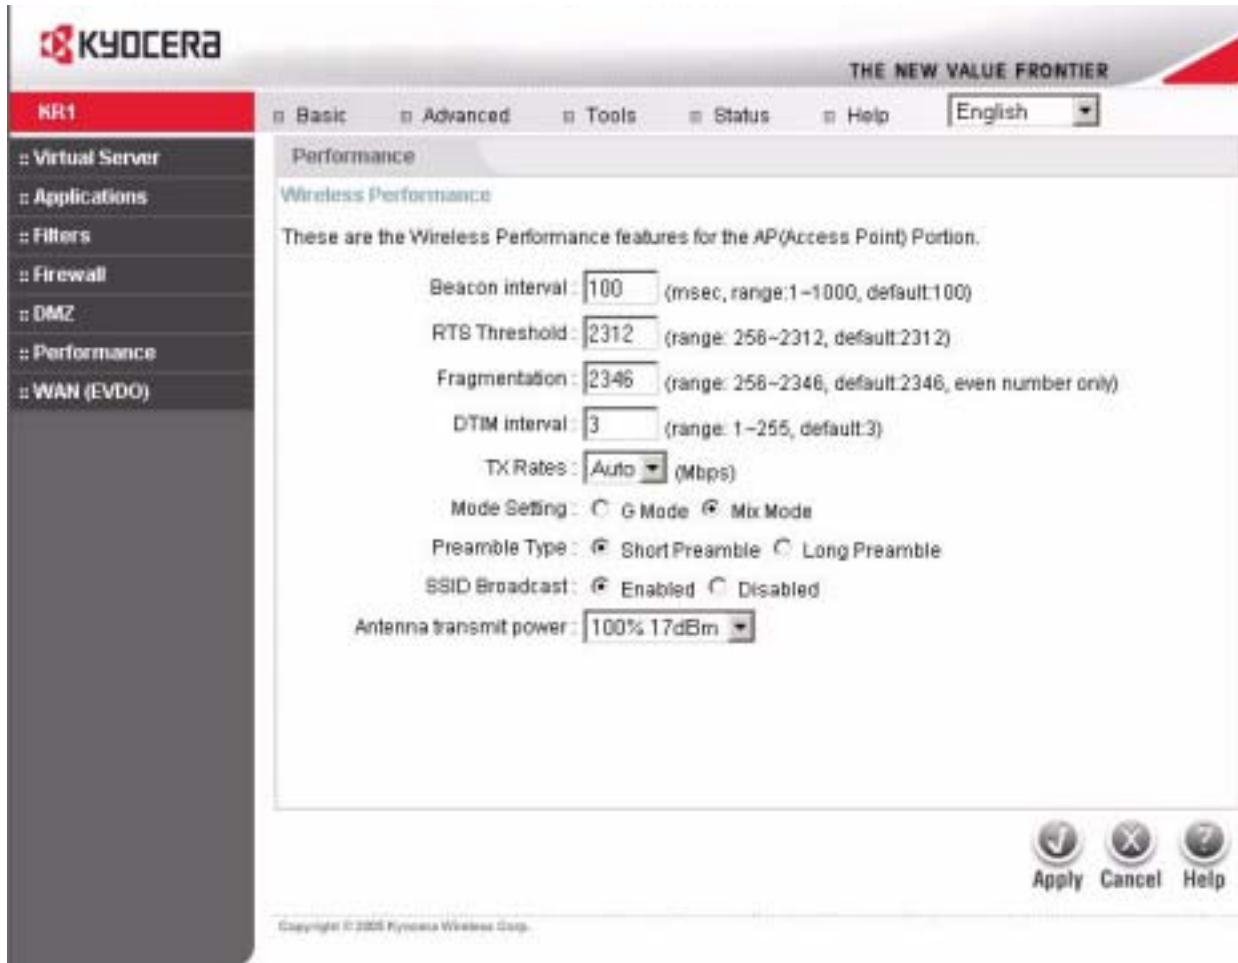 KYOCERA
THE NEW VALUE FRONTIER
KR1
Basic Advanced Tools Status Help English
:: Virtual Server
:: Applications
:: Filters
:: Firewall
:: DMZ
:: Performance
:: WAN (EVDO)
Performance
Wireless Performance
These are the Wireless Performance features for the AP(Access Point) Portion.
Beacon interval : 100 (msec, range:1~1000, default:100)
RTS Threshold : 2312 (range: 256~2312, default:2312)
Fragmentation : 2346 (range: 256~2346, default:2346, even number only)
DTIM interval : 3 (range: 1~255, default:3)
TX Rates : Auto (Mbps)
Mode Setting : G Mode Mix Mode
Preamble Type : Short Preamble Long Preamble
SSID Broadcast : Enabled Disabled
Antenna transmit power : 100% 17dBm
Apply Cancel Help
Copyright © 2005 Kyocera Wireless Corp.